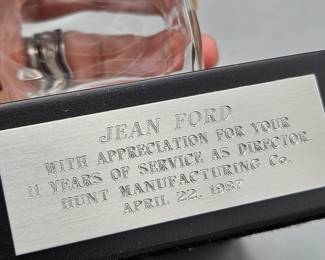 JEAN FORD
WITH APPRECIATION FOR YOUR
11 YEARS OF SERVICE AS DIRECTOR
HUNT MANUFACTURING Co.
APRIL 22, 1987